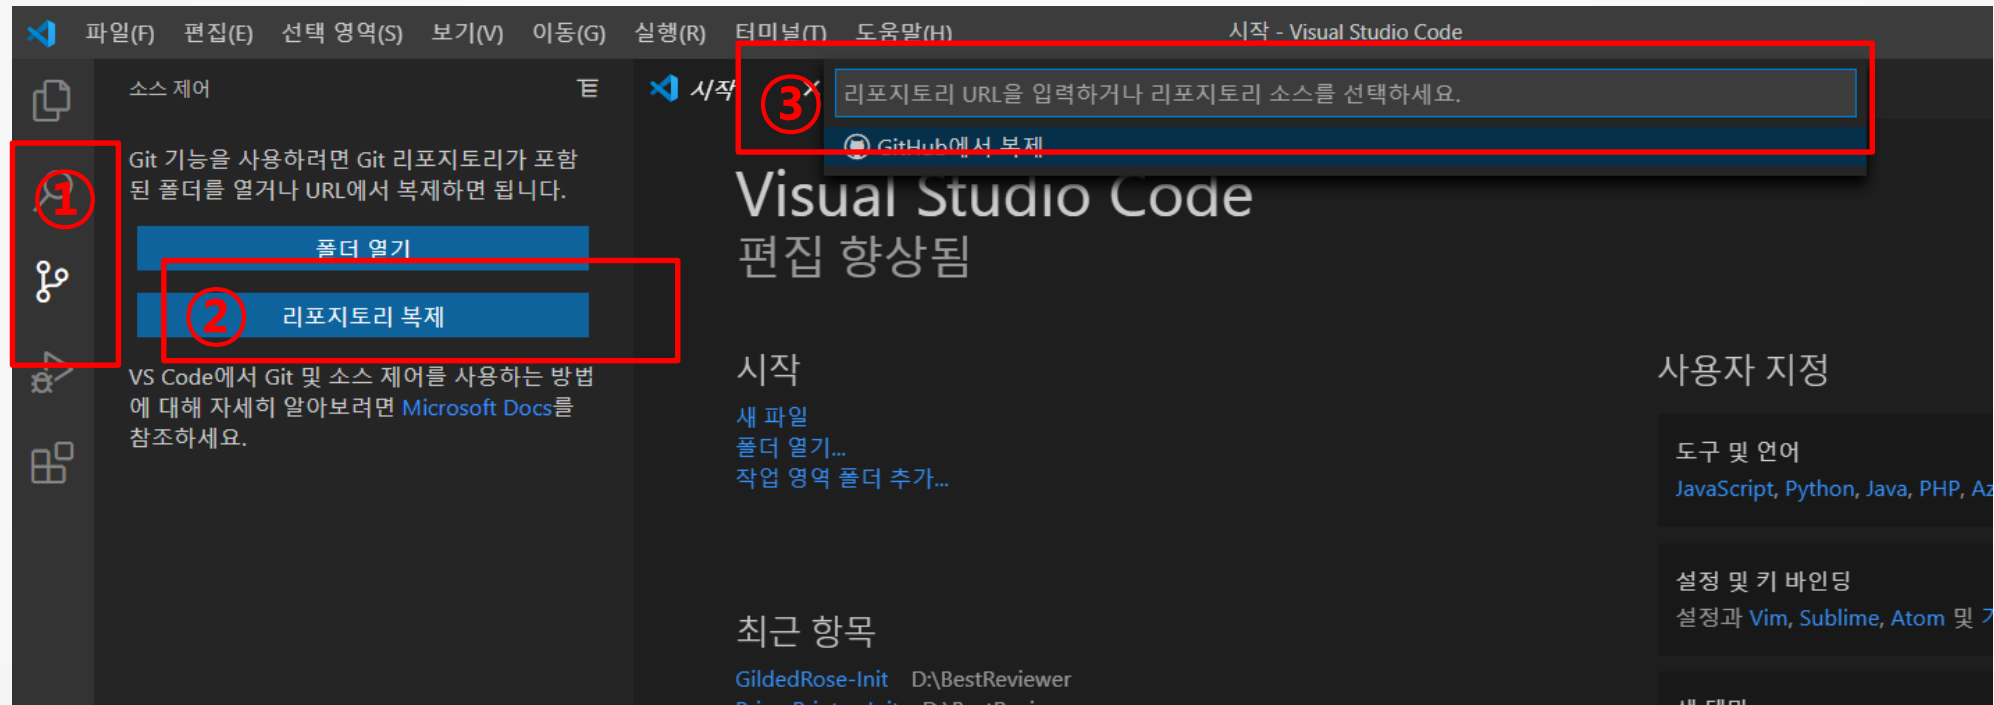 파일(F) 편집(E) 선택 영역(S) 보기(V) 이동(G) 실행(R) 터미널(T) 도움말(H) 시작 - Visual Studio Code
소스 제어
시작
③
리포지토리 URL을 입력하거나 리포지토리 소스를 선택하세요.
GitHub에서 복제
①
Git 기능을 사용하려면 Git 리포지토리가 포함
된 폴더를 열거나 URL에서 복제하면 됩니다.
폴더 열기
②
리포지토리 복제
VS Code에서 Git 및 소스 제어를 사용하는 방법
에 대해 자세히 알아보려면 Microsoft Docs를
참조하세요.
Visual Studio Code
편집 향상됨
시작
새 파일
폴더 열기...
작업 영역 폴더 추가...
최근 항목
GildedRose-Init D:\BestReviewer
사용자 지정
도구 및 언어
JavaScript, Python, Java, PHP, Az
설정 및 키 바인딩
설정과 Vim, Sublime, Atom 및